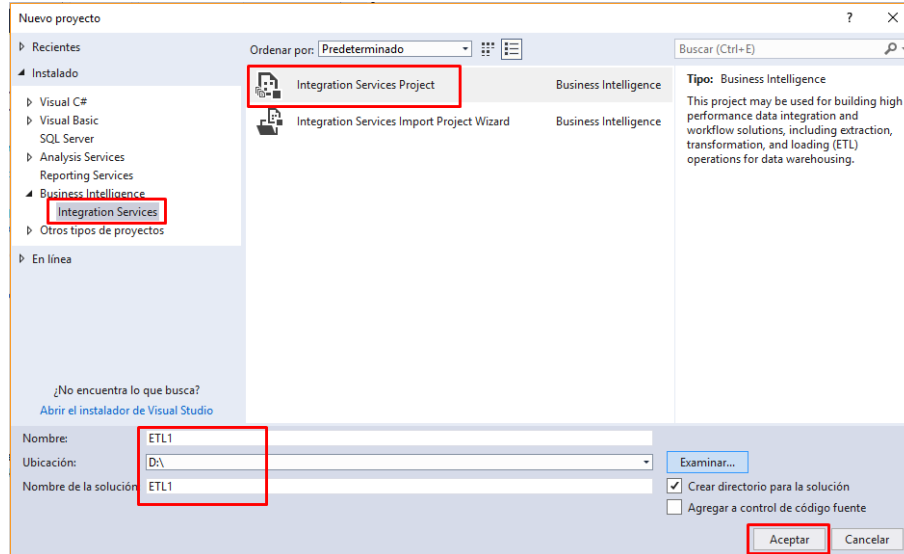 Nuevo proyecto
? ×
Recientes
Ordenar por: Predeterminado
Buscar (Ctrl+E)
Instalado
Visual C#
Visual Basic
SQL Server
Analysis Services
Reporting Services
Business Intelligence
Integration Services
Otros tipos de proyectos
En línea
Integration Services Project Business Intelligence
Integration Services Import Project Wizard Business Intelligence
Tipo: Business Intelligence
This project may be used for building high
performance data integration and
workflow solutions, including extraction,
transformation, and loading (ETL)
operations for data warehousing.
¿No encuentra lo que busca?
Abrir el instalador de Visual Studio
Nombre: ETL1
Ubicación: D:\
Examinar...
Nombre de la solución ETL1
Crear directorio para la solución
Agregar a control de código fuente
Aceptar Cancelar